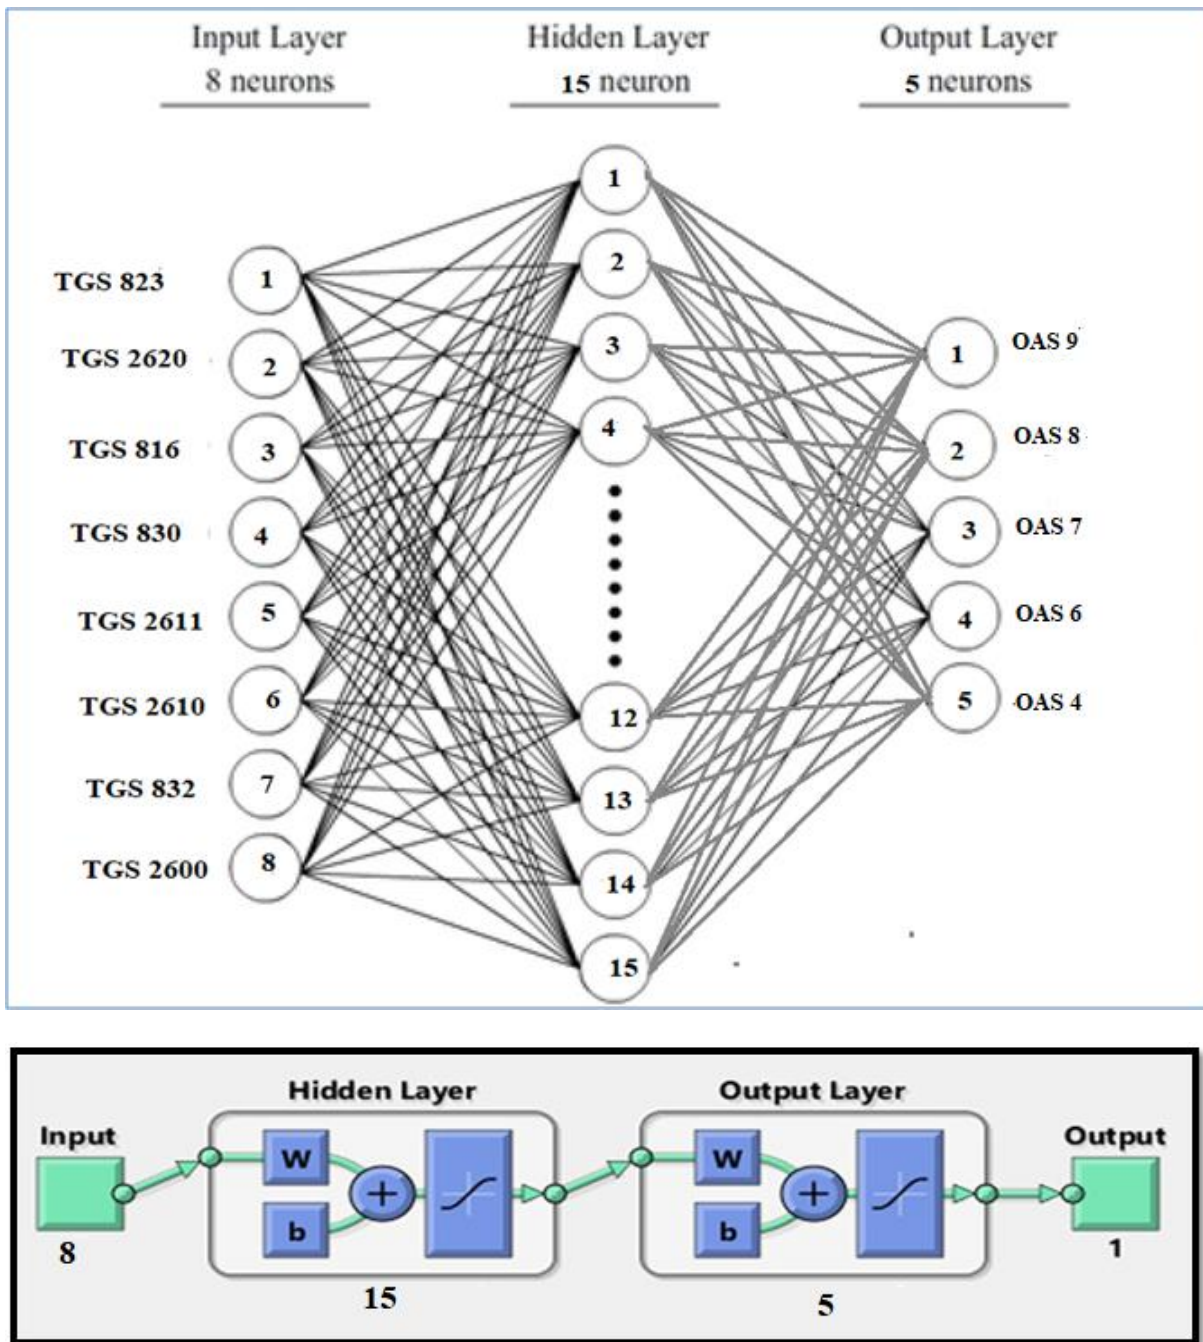 Input Layer
8 neurons
Hidden Layer
15 neuron
Output Layer
5 neurons
TGS 823
TGS 2620
TGS 816
TGS 830
TGS 2611
TGS 2610
TGS 832
TGS 2600
1
2
3
4
5
6
7
8
1
2
3
4
12
13
14
15
1
2
3
4
5
OAS 9
OAS 8
OAS 7
OAS 6
OAS 4
Hidden Layer
Output Layer
Input
Output
W
b
+
W
b
+
8
15
5
1